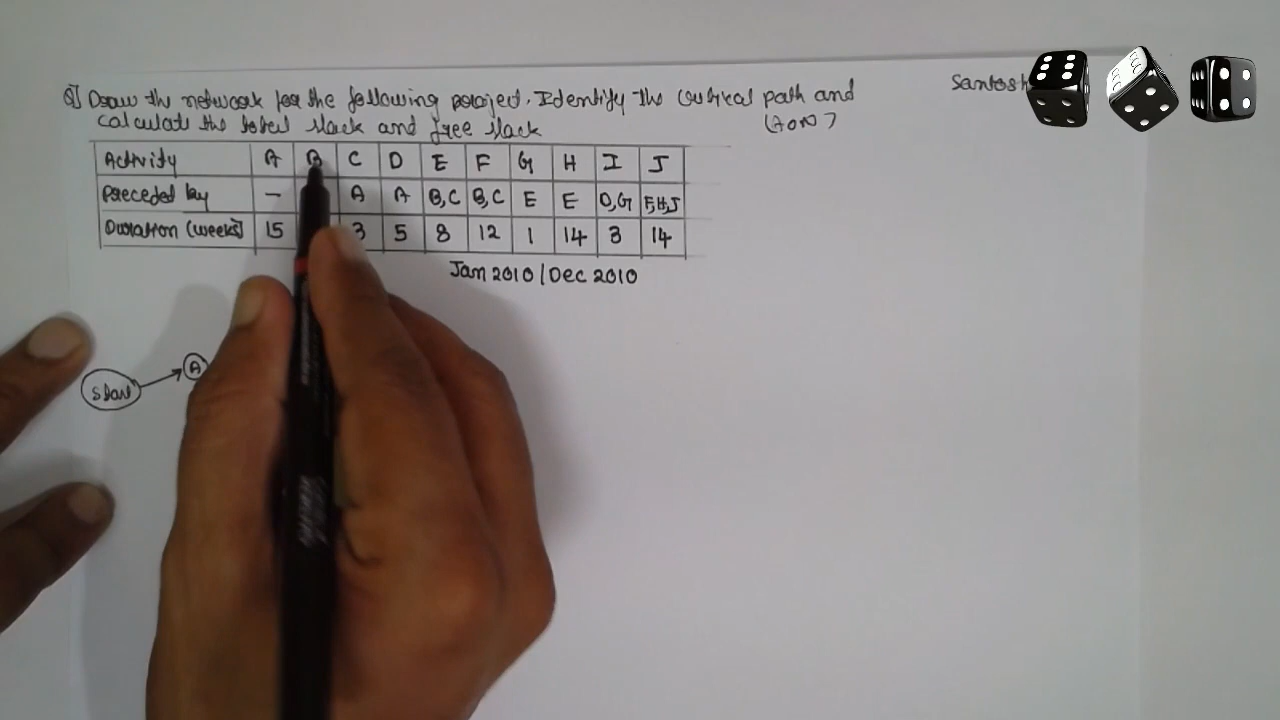 Q] Draw the network for the following project. Identify the critical path and
calculate the total slack and free slack (AON)
Santosh
Activity A B C D E F G H I J
Preceded by – A A B,C B,C E E D,G F,H,I
Duration (weeks) 15 3 5 8 12 1 14 3 14
Jan 2010/Dec 2010
Start A